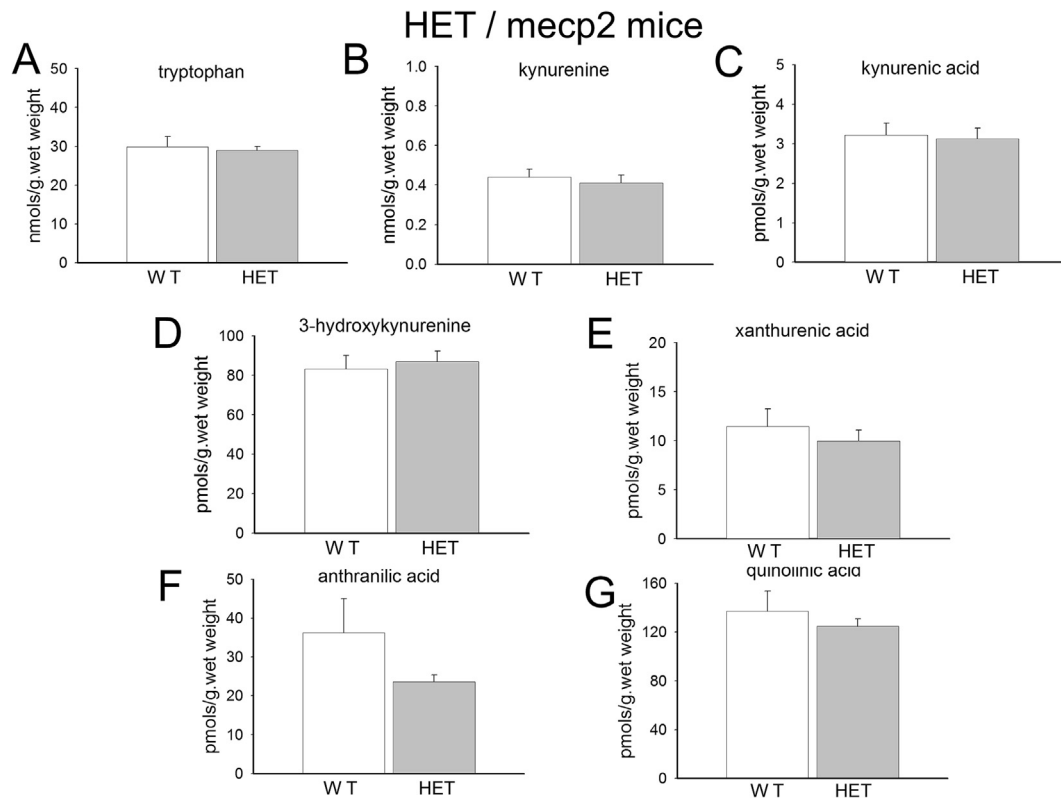 HET / mecp2 mice
A
tryptophan
nmols/g.wet weight
50
40
30
20
10
0
W T HET
B
kynurenine
nmols/g.wet weight
1.0
0.8
0.6
0.4
0.2
0.0
W T HET
C
kynurenic acid
pmols/g.wet weight
5
4
3
2
1
0
W T HET
D
3-hydroxykynurenine
pmols/g.wet weight
100
80
60
40
20
0
W T HET
E
xanthurenic acid
pmols/g.wet weight
20
15
10
5
0
W T HET
F
anthranilic acid
pmols/g.wet weight
50
40
30
20
10
0
W T HET
G
quinolinic acid
pmols/g.wet weight
160
120
80
40
0
W T HET